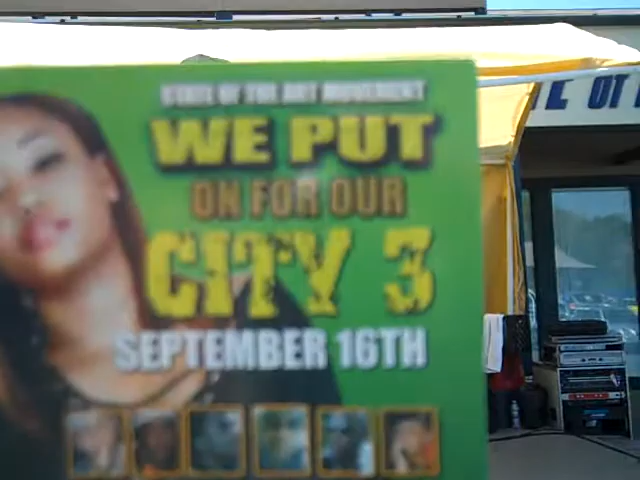 STATE OF THE ART MOVEMENT
WE PUT
ON FOR OUR
CITY 3
SEPTEMBER 16TH